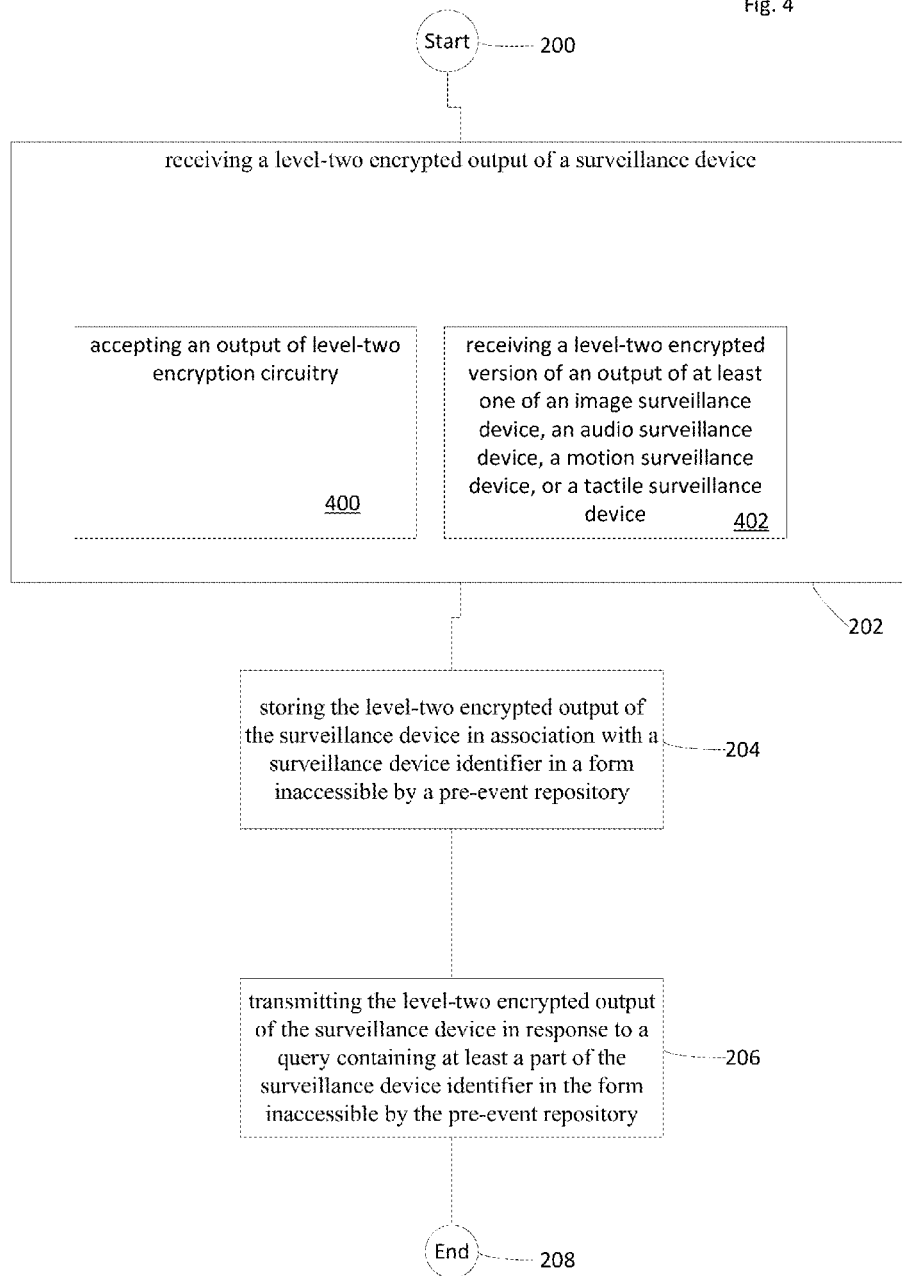 Fig. 4
Start
200
receiving a level-two encrypted output of a surveillance device
accepting an output of level-two
encryption circuitry
400
receiving a level-two encrypted
version of an output of at least
one of an image surveillance
device, an audio surveillance
device, a motion surveillance
device, or a tactile surveillance
device
402
202
storing the level-two encrypted output of
the surveillance device in association with a
surveillance device identifier in a form
inaccessible by a pre-event repository
204
transmitting the level-two encrypted output
of the surveillance device in response to a
query containing at least a part of the
surveillance device identifier in the form
inaccessible by the pre-event repository
206
End
208